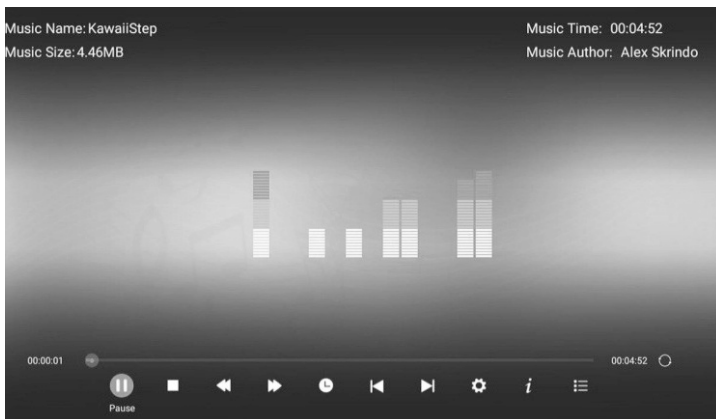 Music Name: KawaiiStep
Music Size: 4.46MB
Music Time: 00:04:52
Music Author: Alex Skrindo
00:00:01
00:04:52
Pause